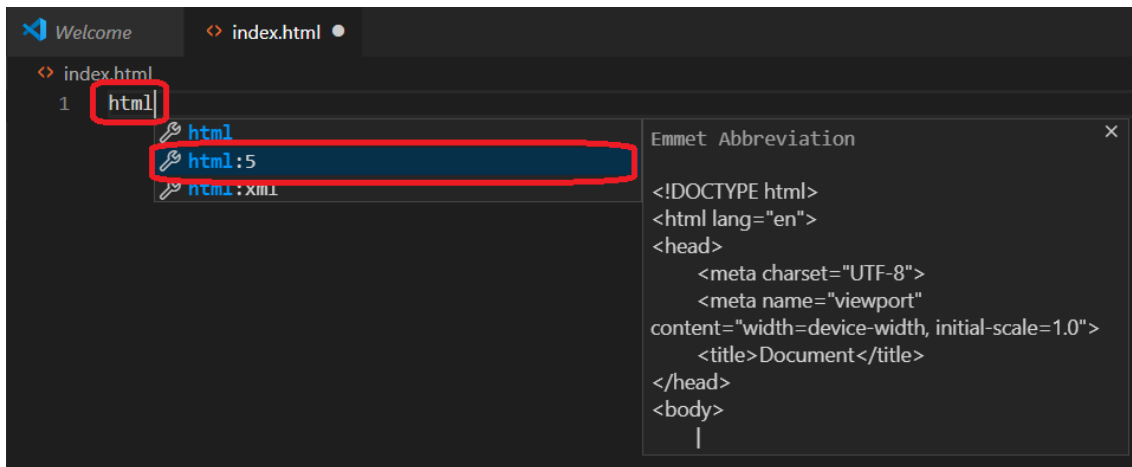 Welcome
index.html
index.html
1 html
html
html:5
html:xml
Emmet Abbreviation
<!DOCTYPE html>
<html lang="en">
<head>
<meta charset="UTF-8">
<meta name="viewport"
content="width=device-width, initial-scale=1.0">
<title>Document</title>
</head>
<body>
|